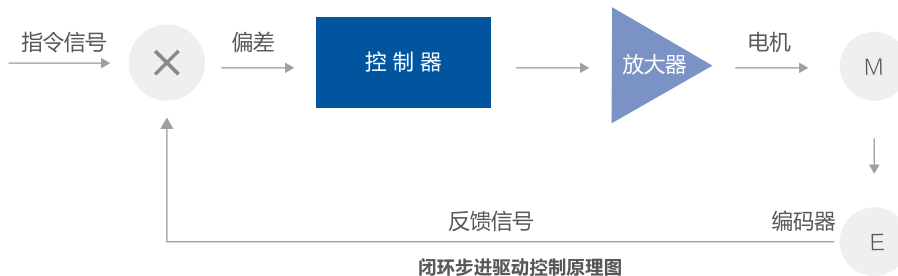 指令信号
×
偏差
控制器
放大器
电机
M
反馈信号
编码器
E
闭环步进驱动控制原理图